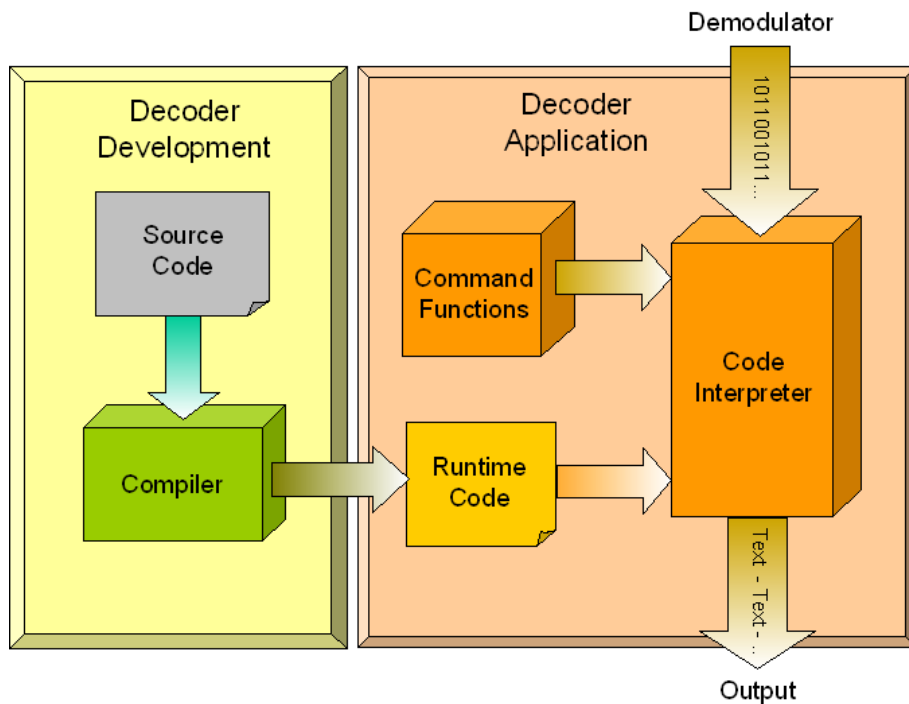 Demodulator
Decoder
Development
Decoder
Application
1011001011...
Source
Code
Command
Functions
Code
Interpreter
Compiler
Runtime
Code
Text - Text - ...
Output